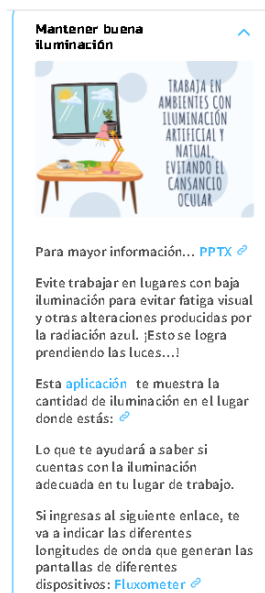 Mantener buena
iluminación
TRABAJA EN
AMBIENTES CON
ILUMINACIÓN
ARTIFICIAL Y
NATUAL,
EVITANDO EL
CANSANCIO
OCULAR
Para mayor información... PPTX
Evite trabajar en lugares con baja
iluminación para evitar fatiga visual
y otras alteraciones producidas por
la radiación azul. ¡Esto se logra
prendiendo las luces...!
Esta aplicación te muestra la
cantidad de iluminación en el lugar
donde estás:
Lo que te ayudará a saber si
cuentas con la iluminación
adecuada en tu lugar de trabajo.
Si ingresas al siguiente enlace, te
va a indicar las diferentes
longitudes de onda que generan las
pantallas de diferentes
dispositivos: Fluxometer